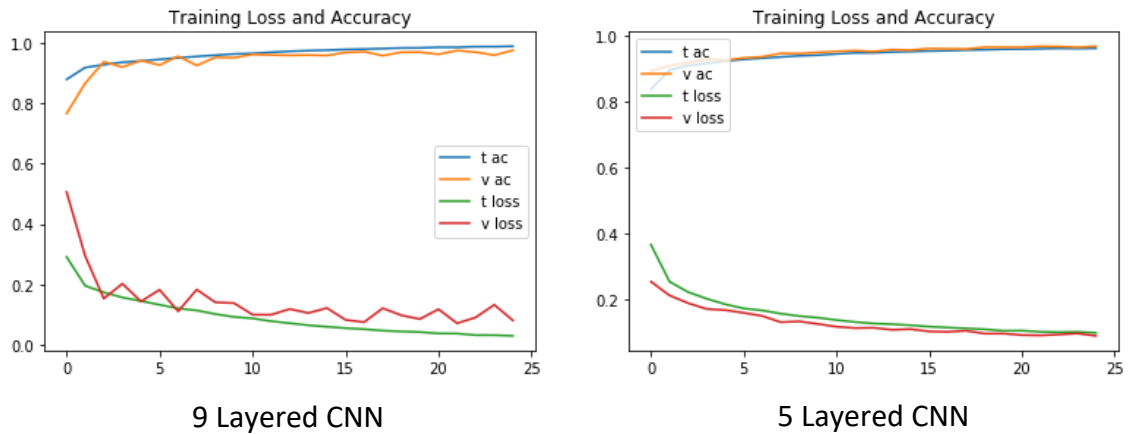 Training Loss and Accuracy
1.0
0.8
0.6
0.4
0.2
0.0
t ac
v ac
t loss
v loss
0 5 10 15 20 25
9 Layered CNN
Training Loss and Accuracy
1.0
0.8
0.6
0.4
0.2
t ac
v ac
t loss
v loss
0 5 10 15 20 25
5 Layered CNN